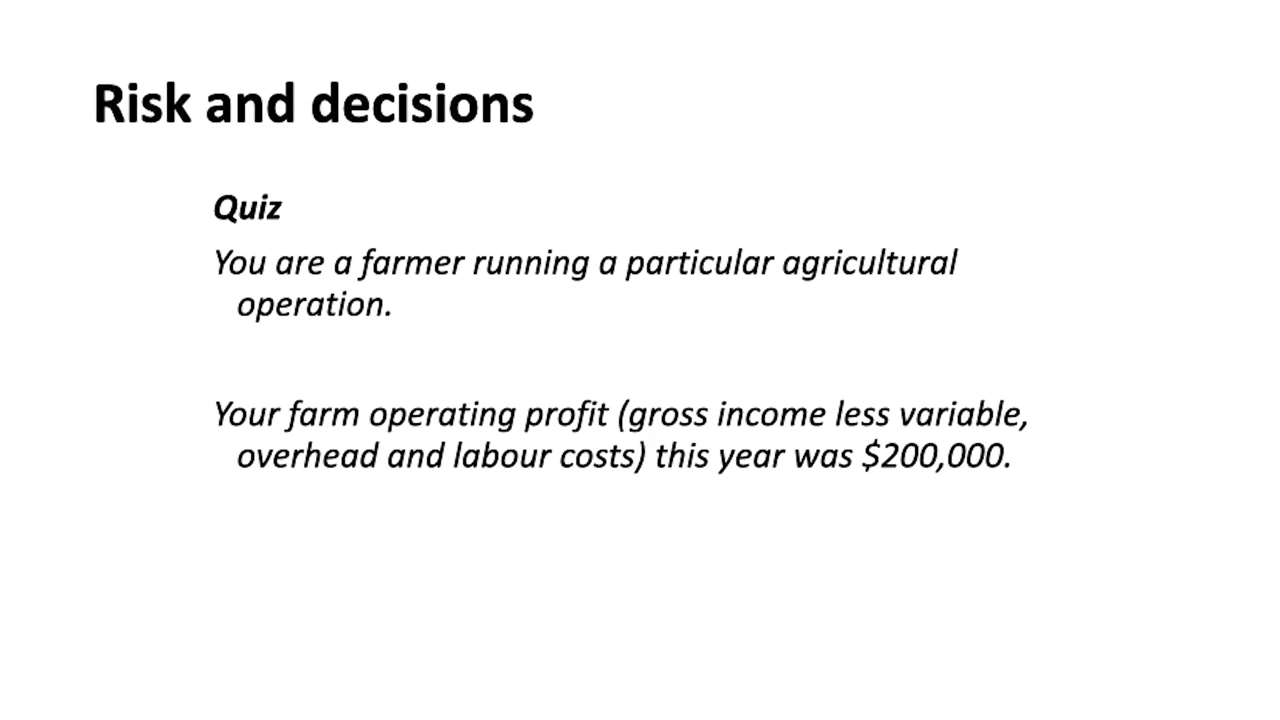 Risk and decisions
Quiz
You are a farmer running a particular agricultural
operation.
Your farm operating profit (gross income less variable,
overhead and labour costs) this year was $200,000.